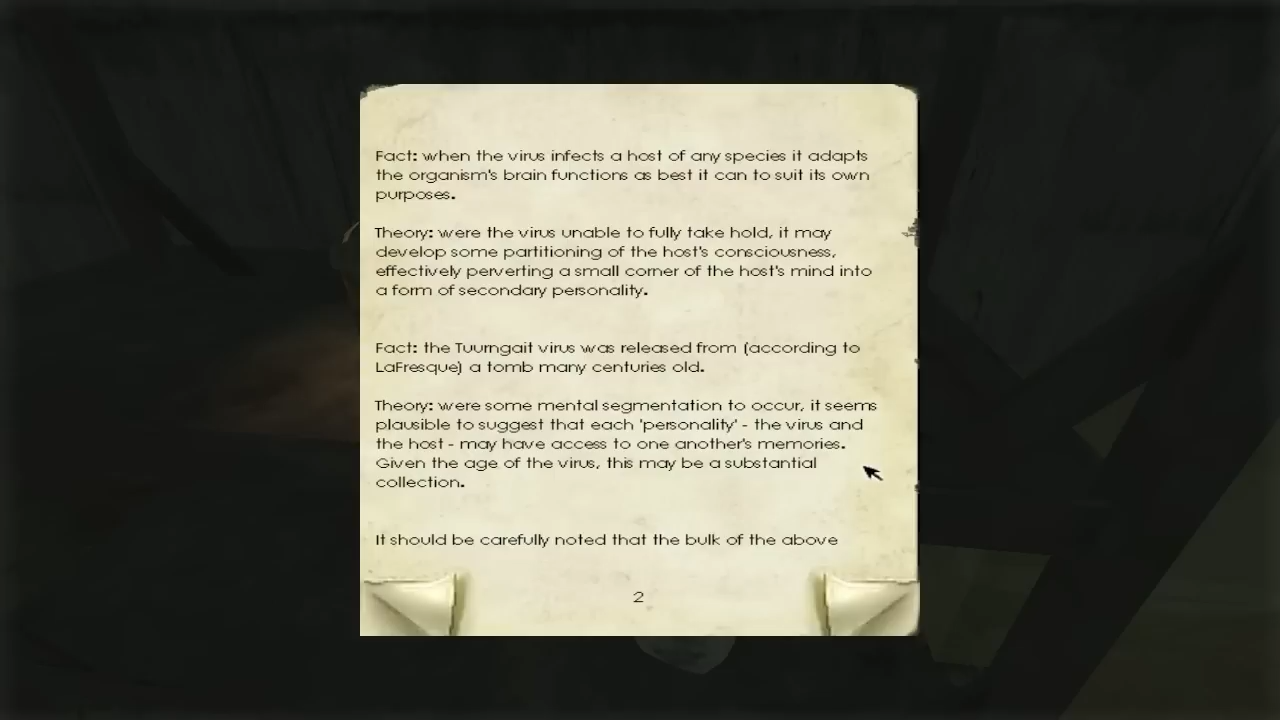 Fact: when the virus infects a host of any species it adapts
the organism's brain functions as best it can to suit its own
purposes.
Theory: were the virus unable to fully take hold, it may
develop some partitioning of the host's consciousness,
effectively perverting a small corner of the host's mind into
a form of secondary personality.
Fact: the Tuurngait virus was released from (according to
LaFresque) a tomb many centuries old.
Theory: were some mental segmentation to occur, it seems
plausible to suggest that each 'personality' - the virus and
the host - may have access to one another's memories.
Given the age of the virus, this may be a substantial
collection.
It should be carefully noted that the bulk of the above
2